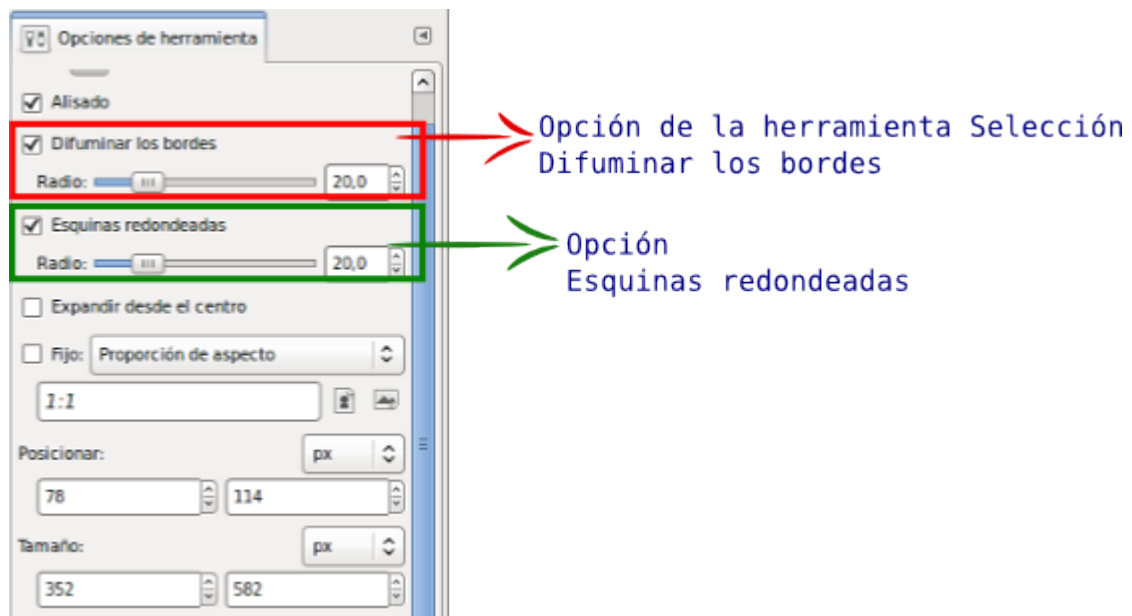 Opciones de herramienta
Alisado
Difuminar los bordes
Radio: 20,0
Opción de la herramienta Selección
Difuminar los bordes
Esquinas redondeadas
Radio: 20,0
Opción
Esquinas redondeadas
Expandir desde el centro
Fijo: Proporción de aspecto
1:1
Posicionar: px
78 114
Tamaño: px
352 582